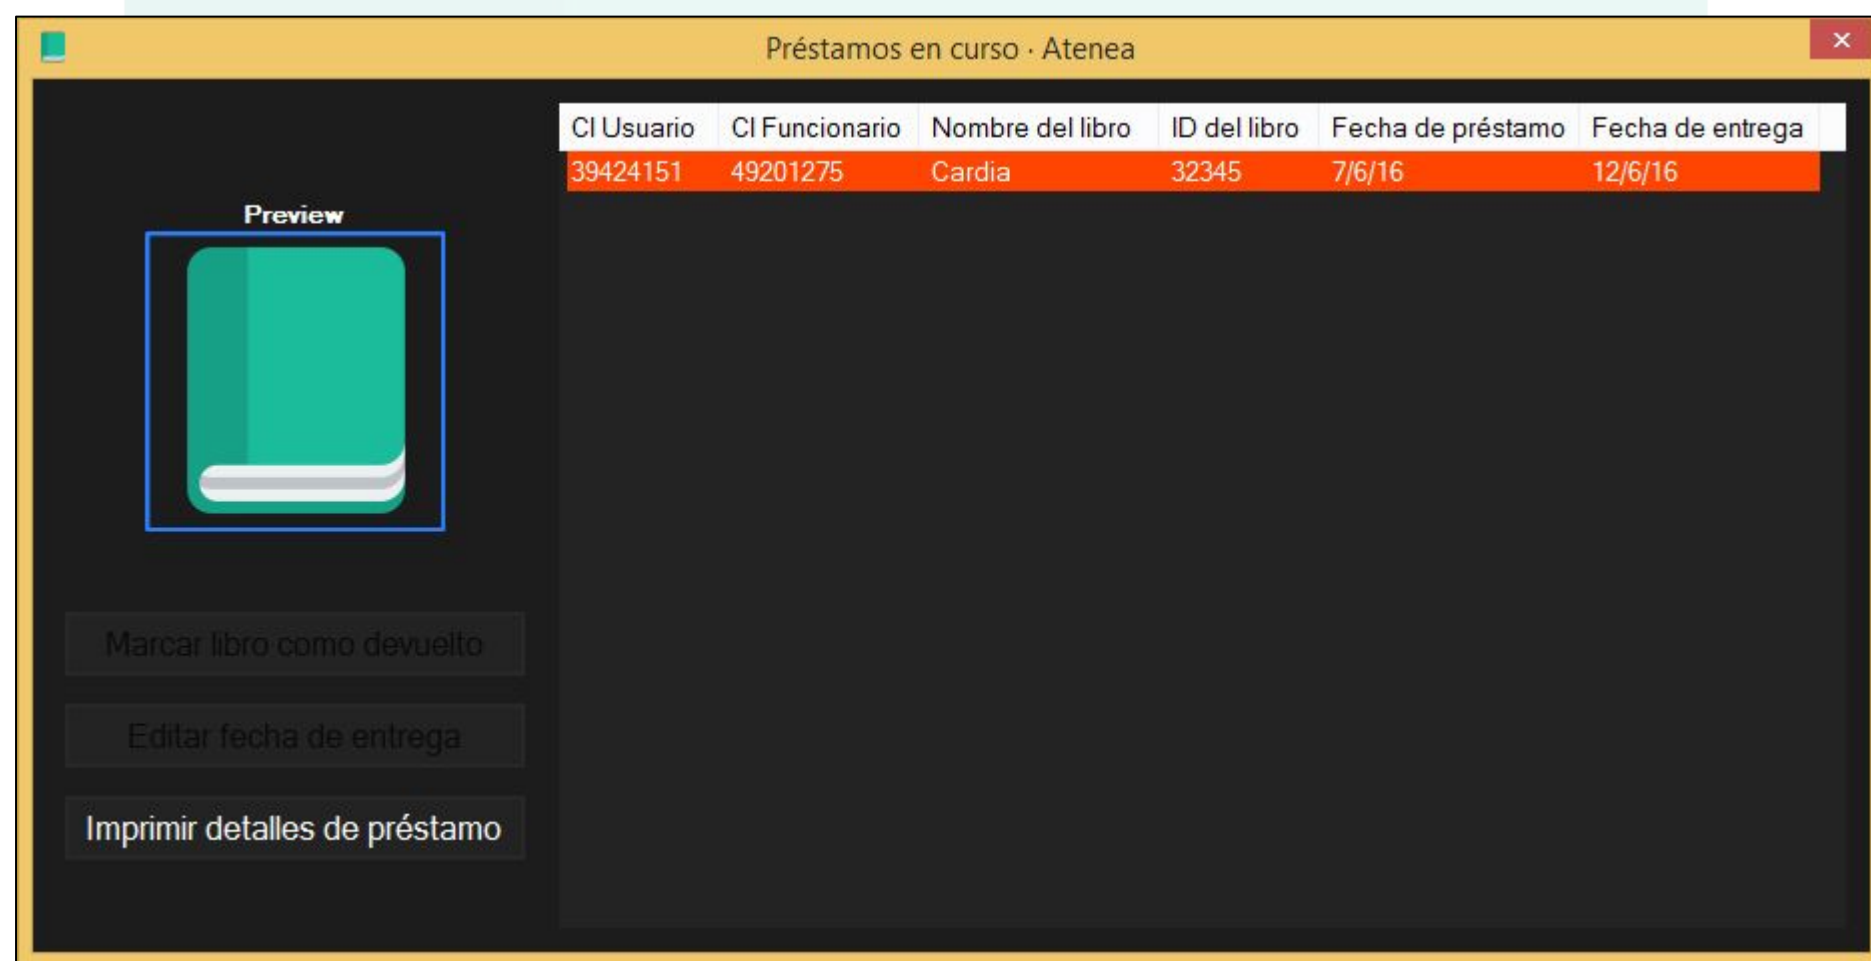 Préstamos en curso · Atenea
CI Usuario CI Funcionario Nombre del libro ID del libro Fecha de préstamo Fecha de entrega
39424151 49201275 Cardia 32345 7/6/16 12/6/16
Preview
Marcar libro como devuelto
Editar fecha de entrega
Imprimir detalles de préstamo